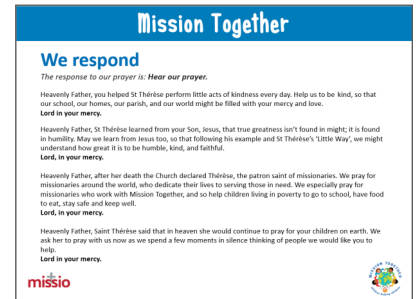 Mission Together
We respond
The response to our prayer is: Hear our prayer.
Heavenly Father, you helped St Thérèse perform little acts of kindness every day. Help us to be kind, so that
our school, our homes, our parish, and our world might be filled with your mercy and love.
Lord in your mercy.
Heavenly Father, St Thérèse learned from your Son, Jesus, that true greatness isn't found in might; it is found
in humility. May we learn from Jesus too, so that following his example and St Thérèse's 'Little Way', we might
understand how great it is to be humble, kind, and faithful.
Lord, in your mercy.
Heavenly Father, after her death the Church declared Thérèse, the patron saint of missionaries. We pray for
missionaries around the world, who dedicate their lives to serving those in need. We especially pray for
missionaries who work with Mission Together, and so help children living in poverty to go to school, have food
to eat, stay safe and keep well.
Lord, in your mercy.
Heavenly Father, Saint Thérèse said that in heaven she would continue to pray for your children on earth. We
ask her to pray with us now as we spend a few moments in silence thinking of people we would like you to
help.
Lord in your mercy.
missio
MISSION TOGETHER